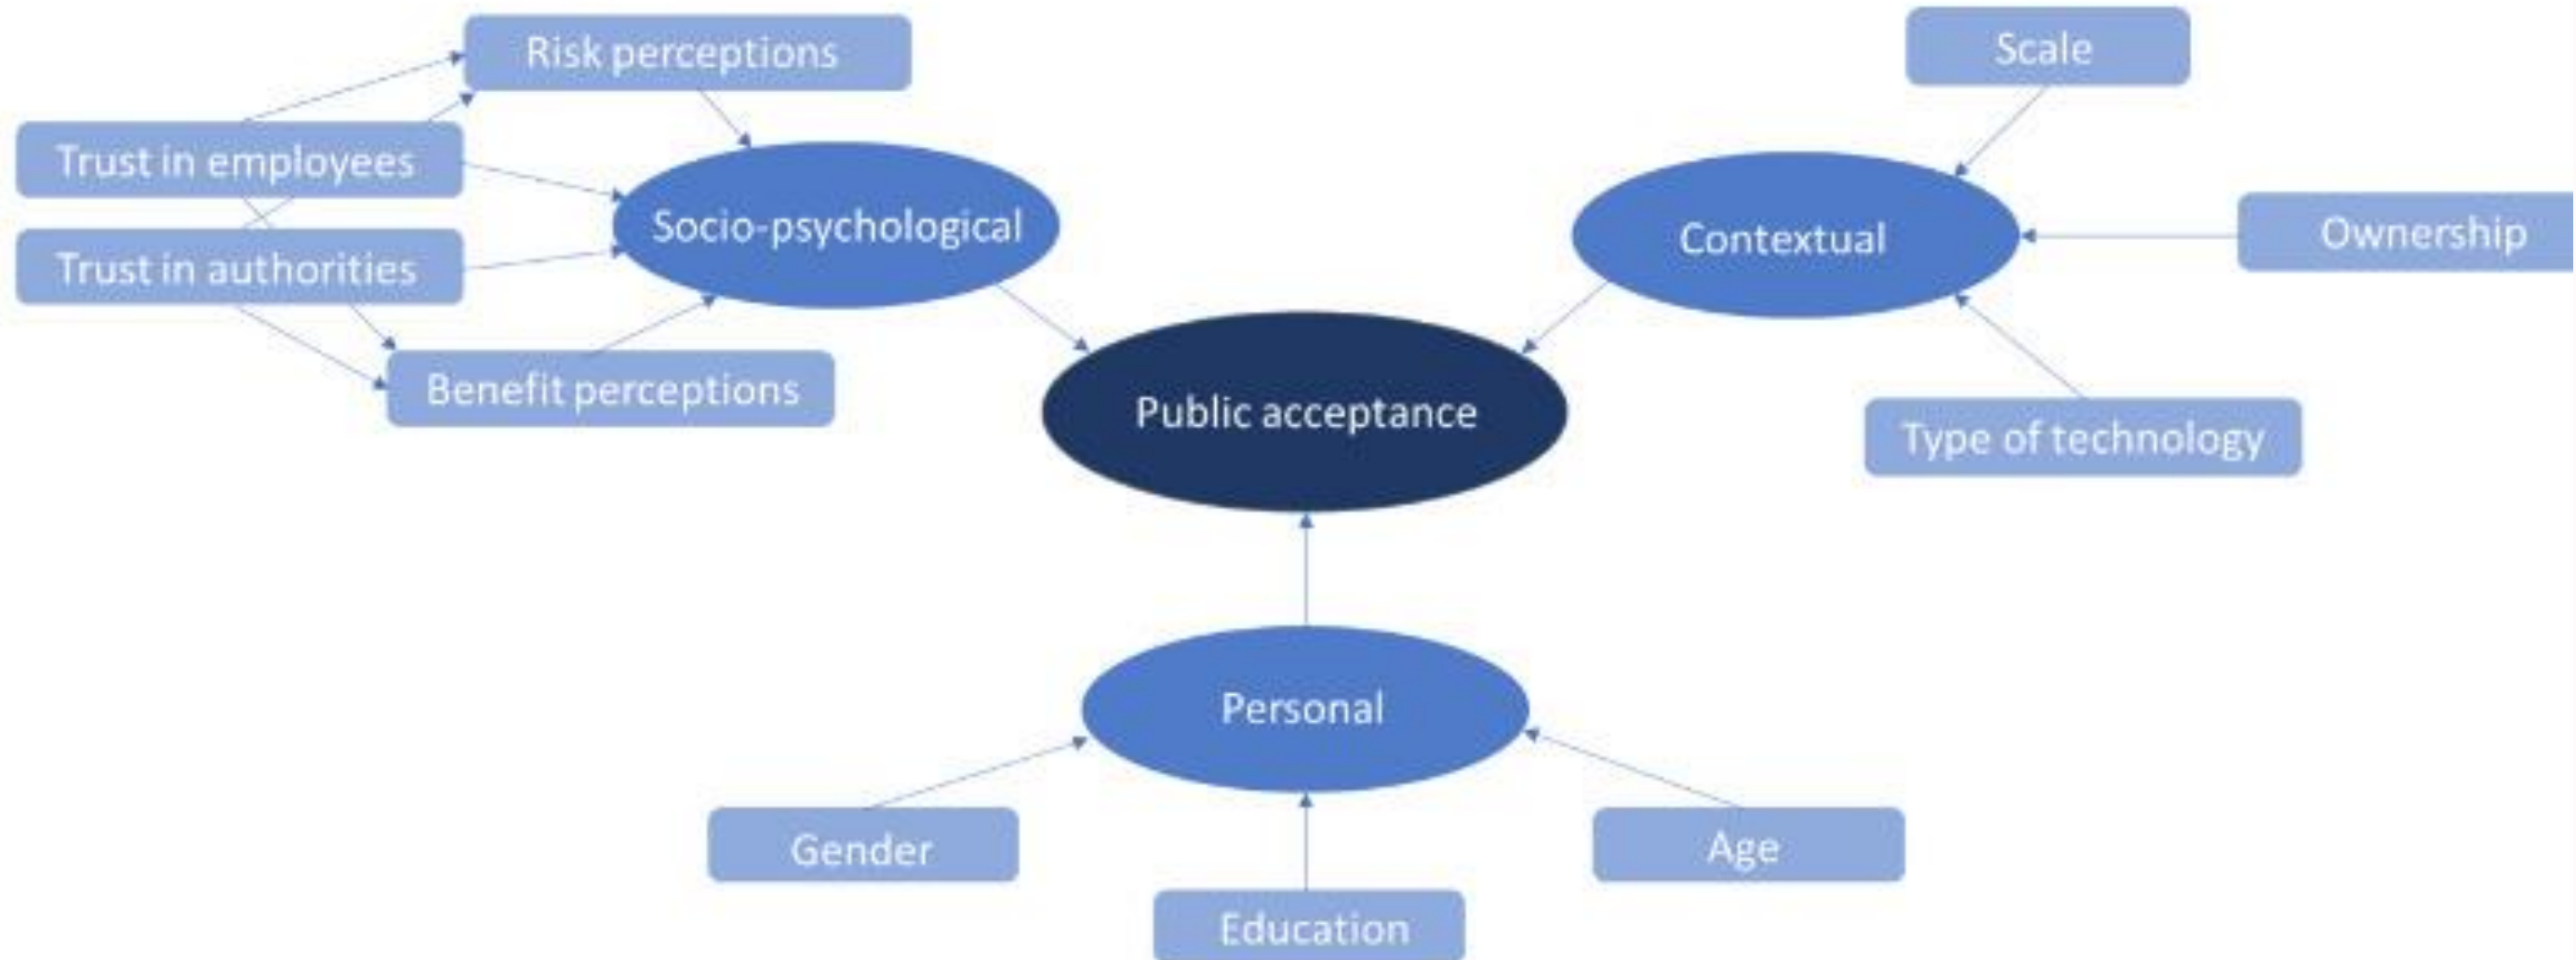 Risk perceptions
Scale
Trust in employees
Socio-psychological
Contextual
Ownership
Trust in authorities
Benefit perceptions
Public acceptance
Type of technology
Personal
Gender
Age
Education